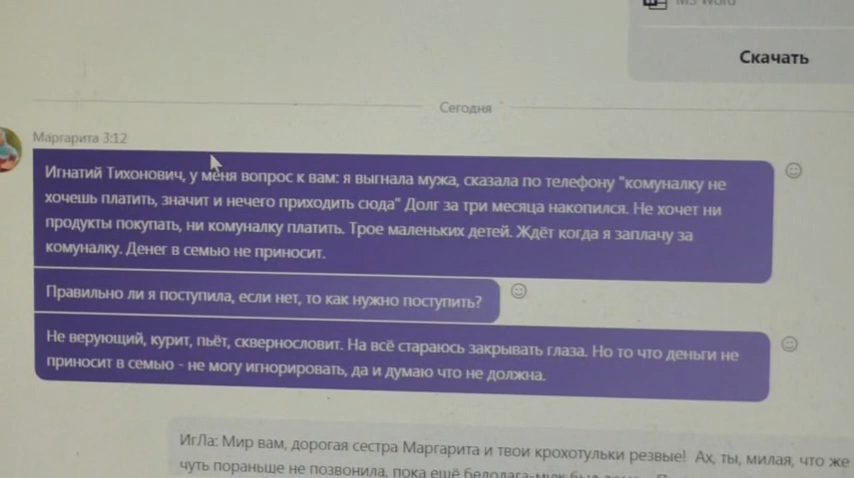 MS Word
Скачать
Сегодня
Маргарита 3:12
Игнатий Тихонович, у меня вопрос к вам: я выгнала мужа, сказала по телефону "комуналку не
хочешь платить, значит и нечего приходить сюда" Долг за три месяца накопился. Не хочет ни
продукты покупать, ни комуналку платить. Трое маленьких детей. Ждёт когда я заплачу за
комуналку. Денег в семью не приносит.
Правильно ли я поступила, если нет, то как нужно поступить?
Не верующий, курит, пьёт, сквернословит. На всё стараюсь закрывать глаза. Но то что деньги не
приносит в семью - не могу игнорировать, да и думаю что не должна.
ИгЛа: Мир вам, дорогая сестра Маргарита и твои крохотульки резвые! Ах, ты, милая, что же
чуть пораньше не позвонила, пока ещё бедолага-муж был